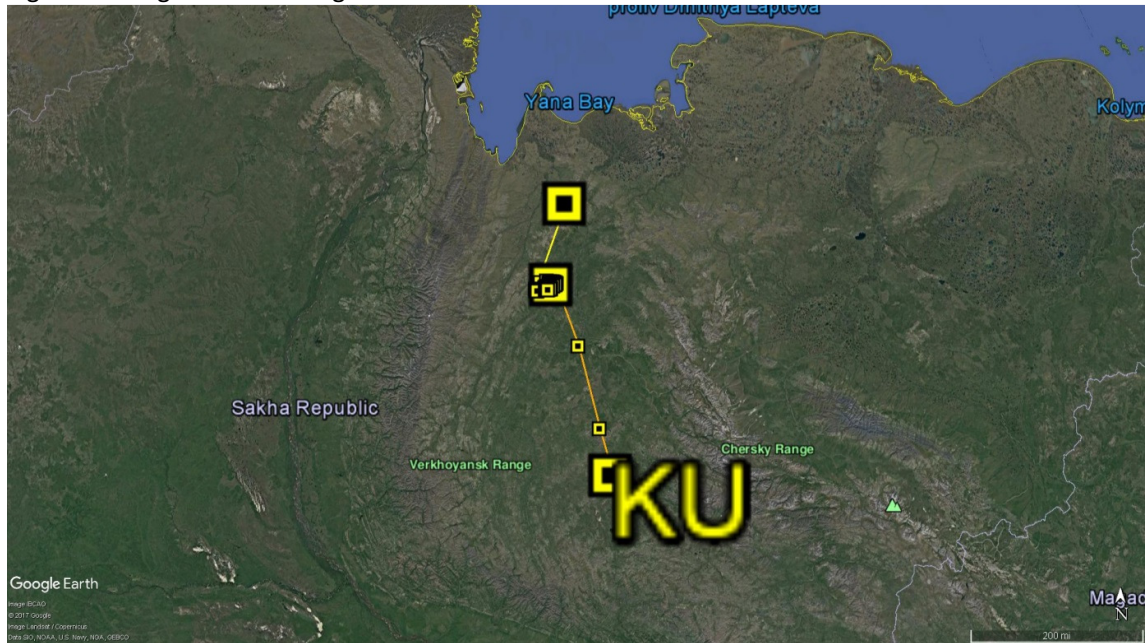 proliv Dmitriya Lapteva
Yana Bay
Kolym
Sakha Republic
Chersky Range
Verkhoyansk Range
KU
Google Earth
Image IBCAO
© 2017 Google
Image Landsat / Copernicus
Data SIO, NOAA, U.S. Navy, NGA, GEBCO
Magad
N
200 mi